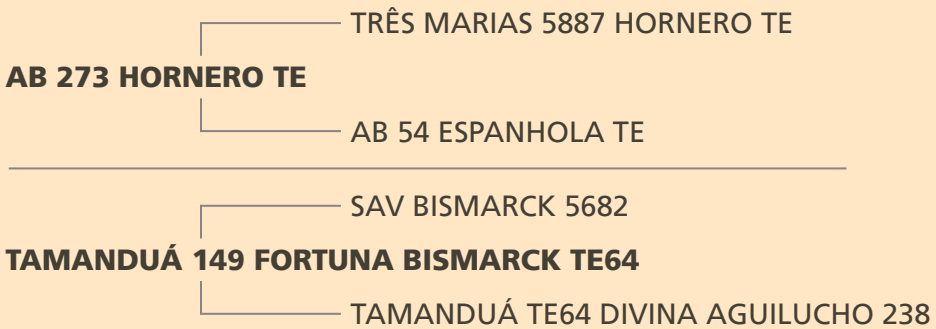 TRÊS MARIAS 5887 HORNERO TE
AB 273 HORNERO TE
AB 54 ESPANHOLA TE
SAV BISMARCK 5682
TAMANDUÁ 149 FORTUNA BISMARCK TE64
TAMANDUÁ TE64 DIVINA AGUILUCHO 238